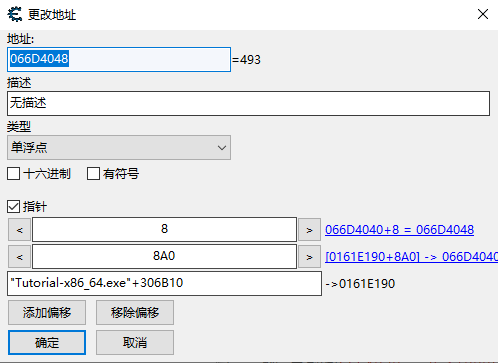 更改地址
地址:
066D4048 =493
描述
无描述
类型
单浮点
十六进制 有符号
指针
< 8 > 066D4040+8 = 066D4048
< 8A0 > [0161E190+8A0] -> 066D4040
"Tutorial-x86_64.exe"+306B10 ->0161E190
添加偏移 移除偏移
确定 取消